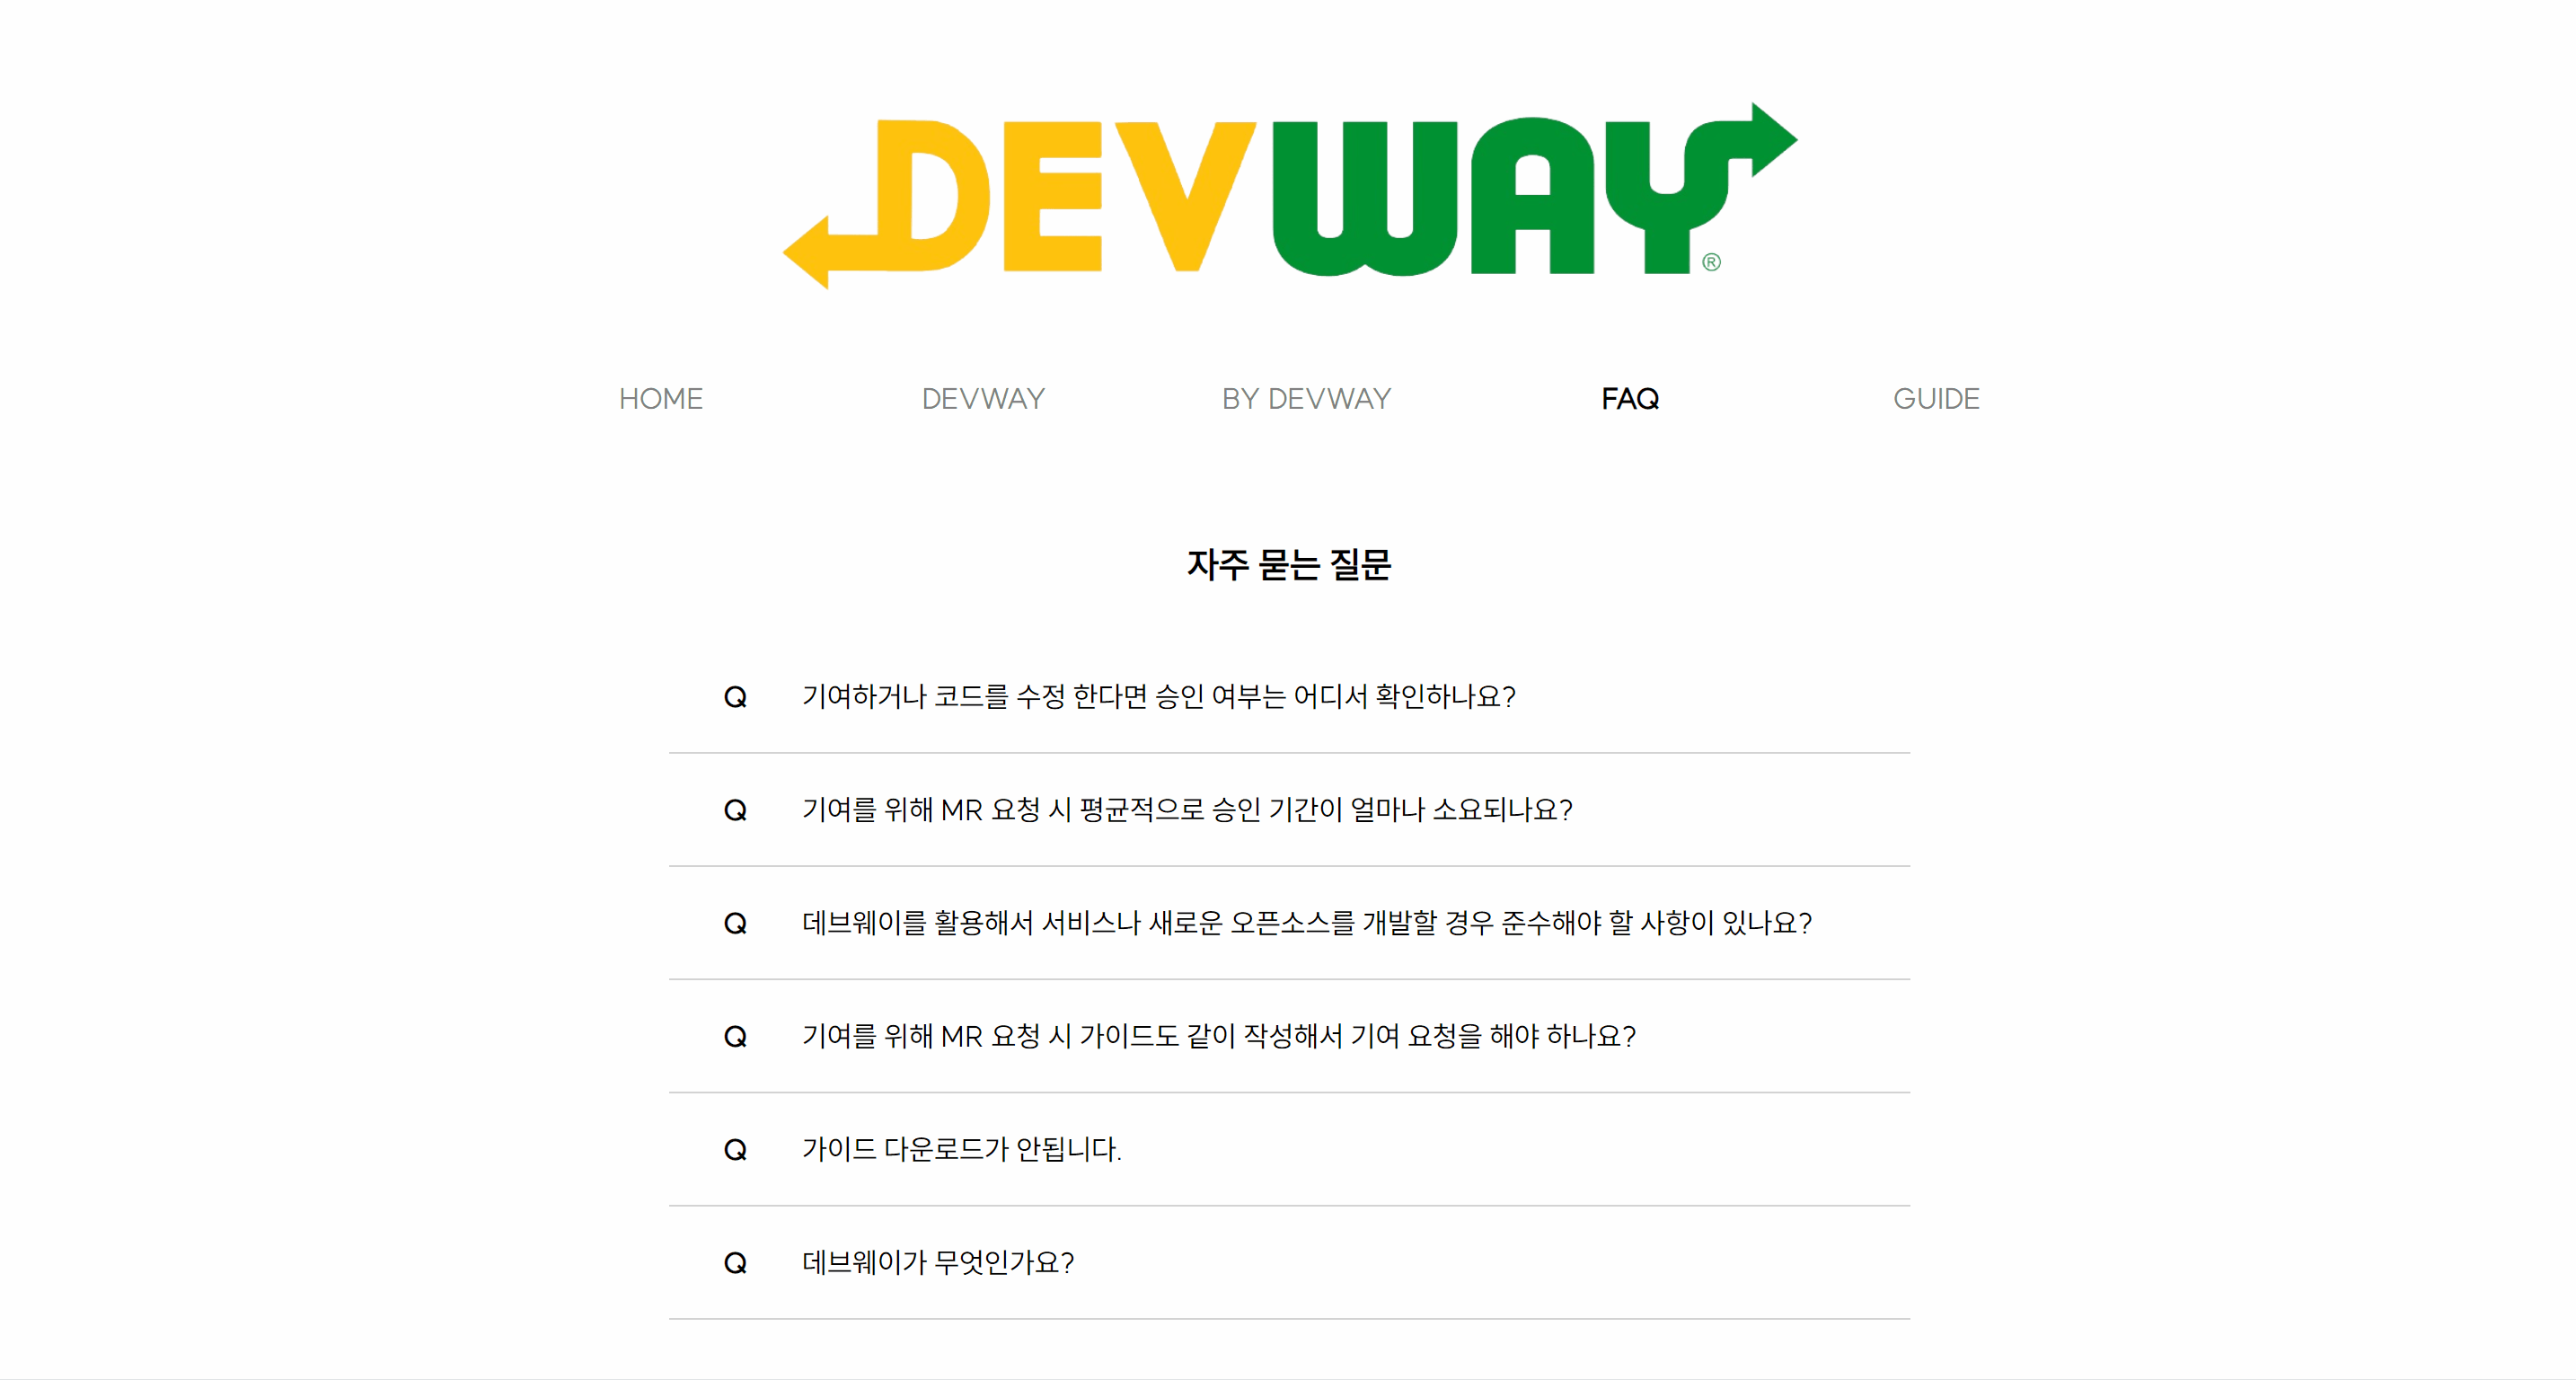 DEVWAY®
HOME DEVWAY BY DEVWAY FAQ GUIDE
자주 묻는 질문
Q 기여하거나 코드를 수정 한다면 승인 여부는 어디서 확인하나요?
Q 기여를 위해 MR 요청 시 평균적으로 승인 기간이 얼마나 소요되나요?
Q 데브웨이를 활용해서 서비스나 새로운 오픈소스를 개발할 경우 준수해야 할 사항이 있나요?
Q 기여를 위해 MR 요청 시 가이드도 같이 작성해서 기여 요청을 해야 하나요?
Q 가이드 다운로드가 안됩니다.
Q 데브웨이가 무엇인가요?